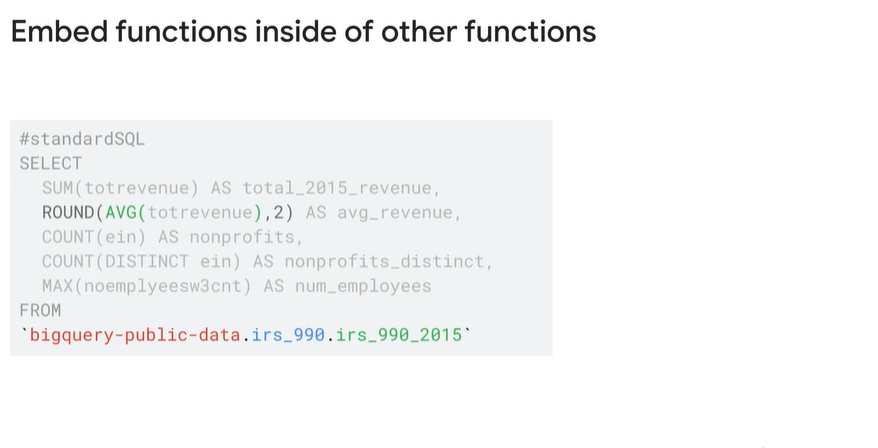 Embed functions inside of other functions
#standardSQL
SELECT
SUM(totrevenue) AS total_2015_revenue,
ROUND(AVG(totrevenue),2) AS avg_revenue,
COUNT(ein) AS nonprofits,
COUNT(DISTINCT ein) AS nonprofits_distinct,
MAX(noemplyeesw3cnt) AS num_employees
FROM
`bigquery-public-data.irs_990.irs_990_2015`